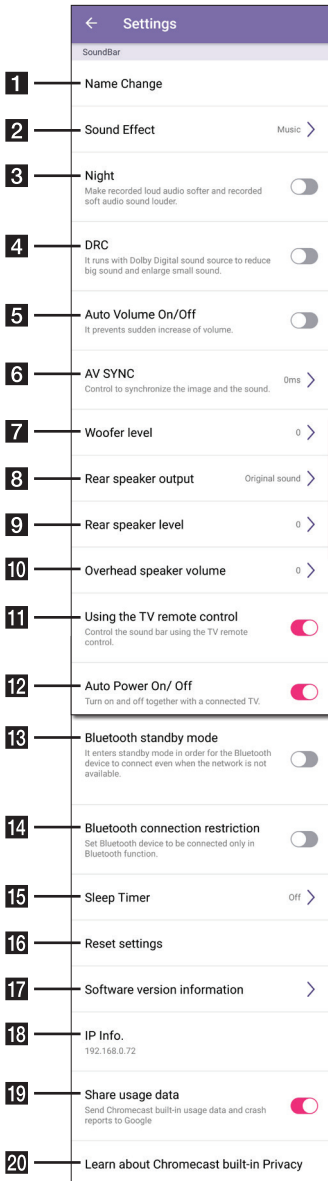 ← Settings
SoundBar
1 Name Change
2 Sound Effect Music
3 Night
Make recorded loud audio softer and recorded
soft audio sound louder.
4 DRC
It runs with Dolby Digital sound source to reduce
big sound and enlarge small sound.
5 Auto Volume On/Off
It prevents sudden increase of volume.
6 AV SYNC 0ms
Control to synchronize the image and the sound.
7 Woofer level 0
8 Rear speaker output Original sound
9 Rear speaker level 0
10 Overhead speaker volume 0
11 Using the TV remote control
Control the sound bar using the TV remote
control.
12 Auto Power On/ Off
Turn on and off together with a connected TV.
13 Bluetooth standby mode
It enters standby mode in order for the Bluetooth
device to connect even when the network is not
available.
14 Bluetooth connection restriction
Set Bluetooth device to be connected only in
Bluetooth function.
15 Sleep Timer Off
16 Reset settings
17 Software version information
18 IP Info.
192.168.0.72
19 Share usage data
Send Chromecast built-in usage data and crash
reports to Google
20 Learn about Chromecast built-in Privacy